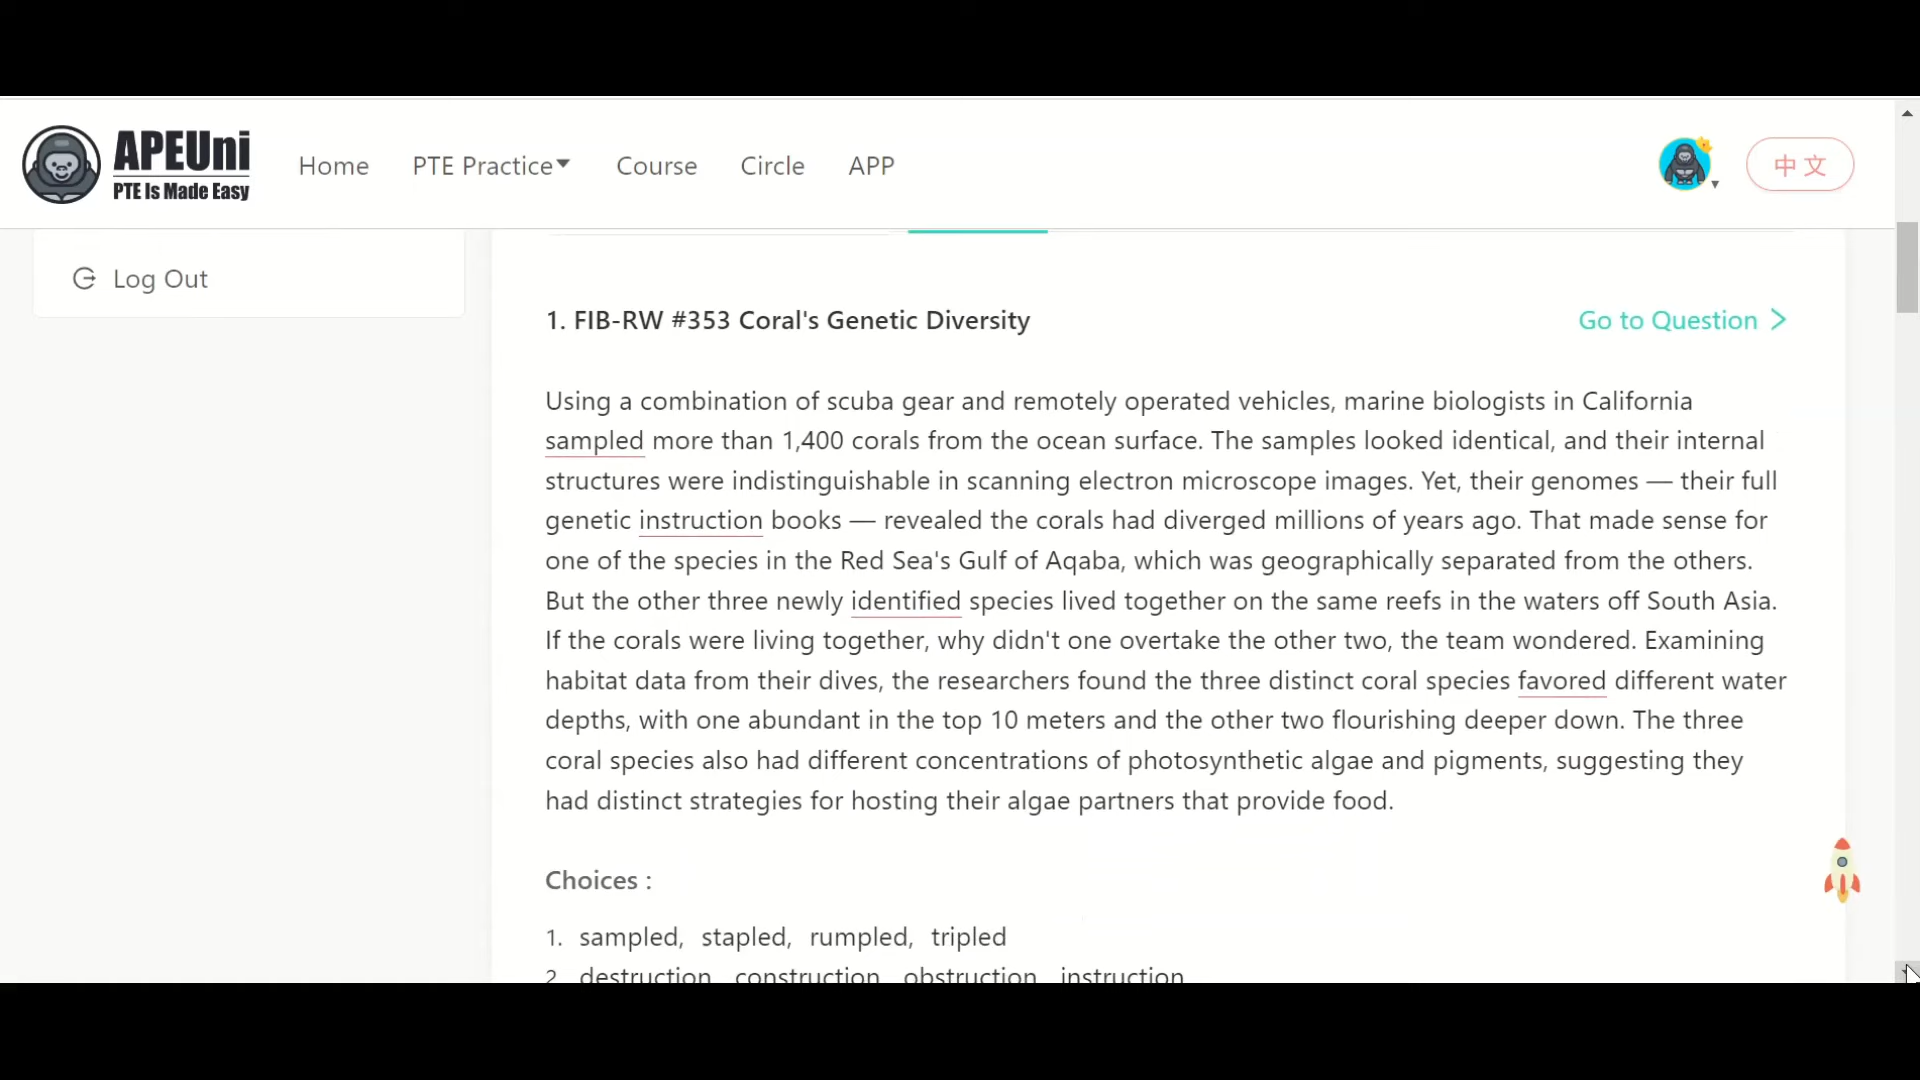 APEUni
PTE Is Made Easy
Home
PTE Practice
Course
Circle
APP
中文
Log Out
1. FIB-RW #353 Coral's Genetic Diversity
Go to Question
Using a combination of scuba gear and remotely operated vehicles, marine biologists in California
sampled more than 1,400 corals from the ocean surface. The samples looked identical, and their internal
structures were indistinguishable in scanning electron microscope images. Yet, their genomes — their full
genetic instruction books — revealed the corals had diverged millions of years ago. That made sense for
one of the species in the Red Sea's Gulf of Aqaba, which was geographically separated from the others.
But the other three newly identified species lived together on the same reefs in the waters off South Asia.
If the corals were living together, why didn't one overtake the other two, the team wondered. Examining
habitat data from their dives, the researchers found the three distinct coral species favored different water
depths, with one abundant in the top 10 meters and the other two flourishing deeper down. The three
coral species also had different concentrations of photosynthetic algae and pigments, suggesting they
had distinct strategies for hosting their algae partners that provide food.
Choices :
1. sampled, stapled, rumpled, tripled
2. destruction, construction, obstruction, instruction